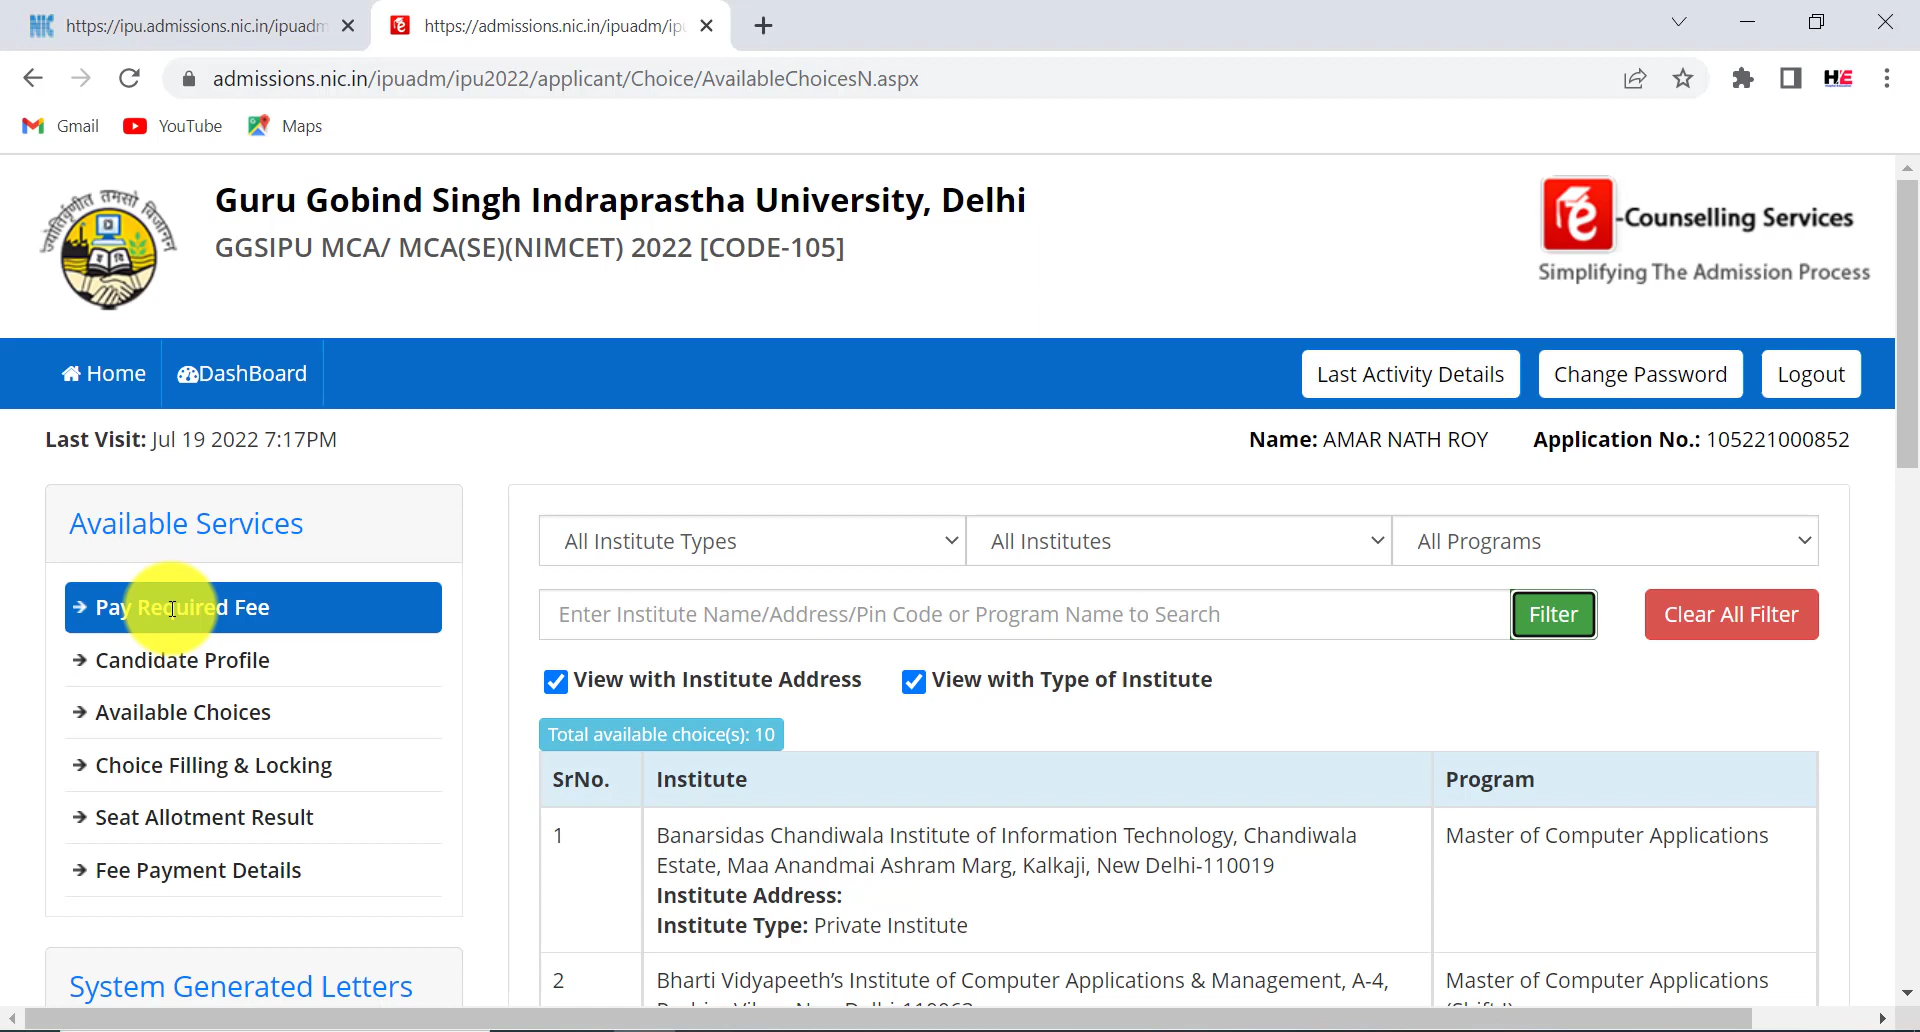 https://ipu.admissions.nic.in/ipuadm
https://admissions.nic.in/ipuadm/ipu
admissions.nic.in/ipuadm/ipu2022/applicant/Choice/AvailableChoicesN.aspx
H/E
Gmail
YouTube
Maps
ज्योतिर्वृणीत तमसो विजानन
Guru Gobind Singh Indraprastha University, Delhi
GGSIPU MCA/ MCA(SE)(NIMCET) 2022 [CODE-105]
e-Counselling Services
Simplifying The Admission Process
Home
DashBoard
Last Activity Details
Change Password
Logout
Last Visit: Jul 19 2022 7:17PM
Name: AMAR NATH ROY
Application No.: 105221000852
Available Services
Pay Required Fee
Candidate Profile
Available Choices
Choice Filling & Locking
Seat Allotment Result
Fee Payment Details
System Generated Letters
All Institute Types
All Institutes
All Programs
Enter Institute Name/Address/Pin Code or Program Name to Search
Filter
Clear All Filter
View with Institute Address
View with Type of Institute
Total available choice(s): 10
SrNo.
Institute
Program
1
Banarsidas Chandiwala Institute of Information Technology, Chandiwala
Estate, Maa Anandmai Ashram Marg, Kalkaji, New Delhi-110019
Institute Address:
Institute Type: Private Institute
Master of Computer Applications
2
Bharti Vidyapeeth's Institute of Computer Applications & Management, A-4,
Master of Computer Applications